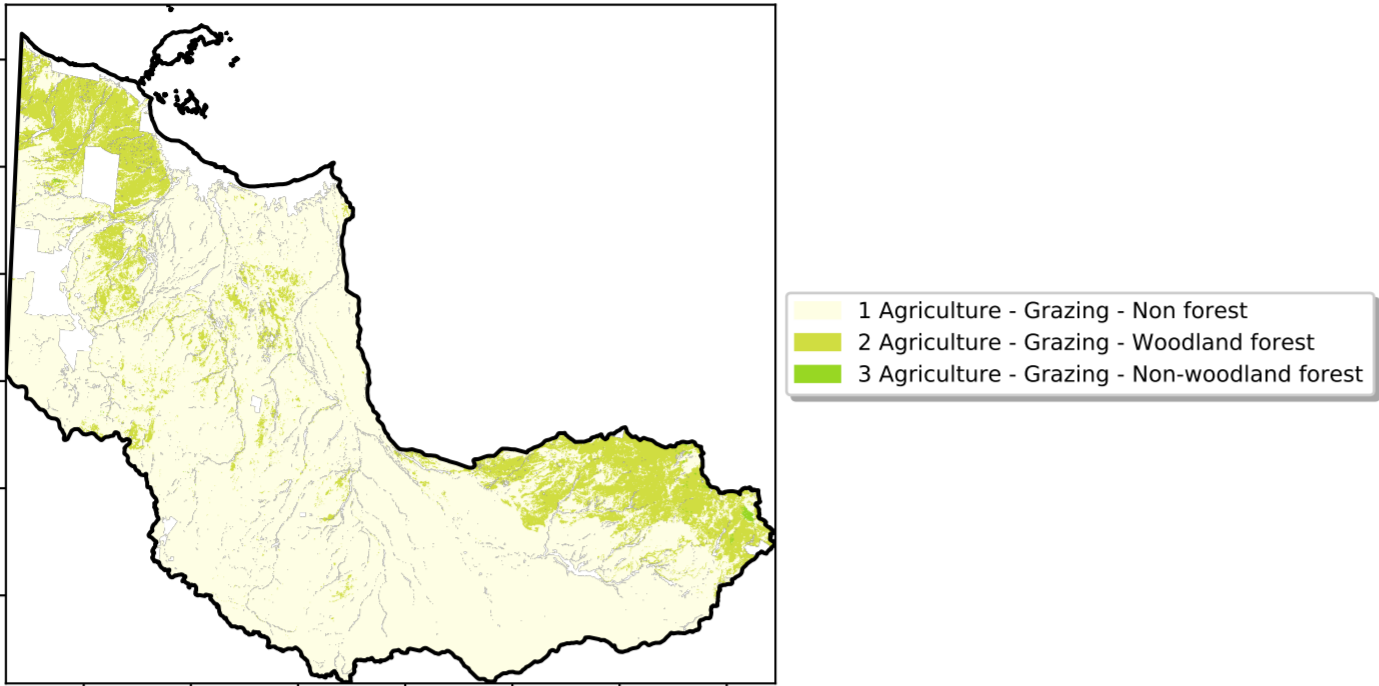 1 Agriculture - Grazing - Non forest
2 Agriculture - Grazing - Woodland forest
3 Agriculture - Grazing - Non-woodland forest